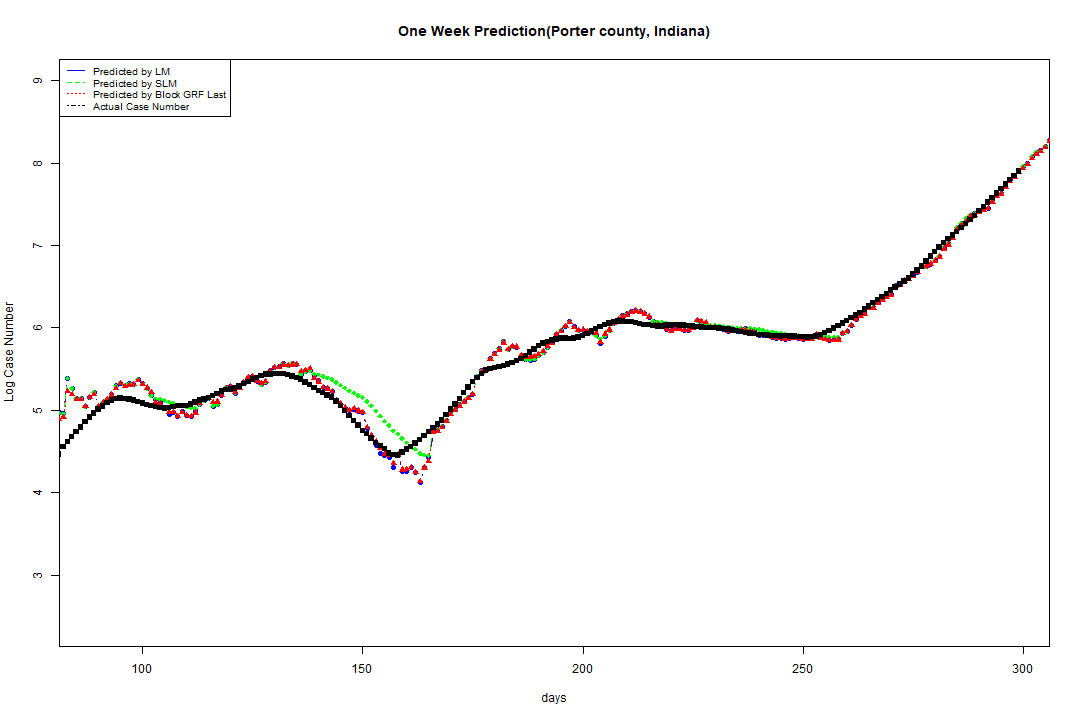 One Week Prediction(Porter county, Indiana)
Predicted by LM
Predicted by SLM
Predicted by Block GRF Last
Actual Case Number
Log Case Number
9
8
7
6
5
4
3
100 150 200 250 300
days